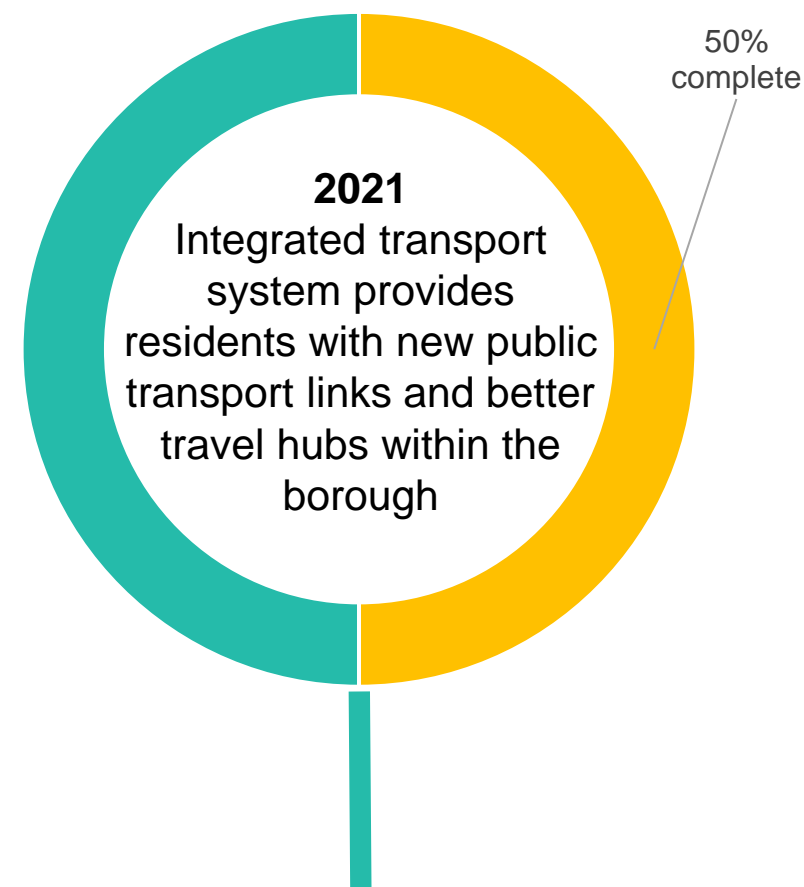 50%
complete
2021
Integrated transport
system provides
residents with new public
transport links and better
travel hubs within the
borough